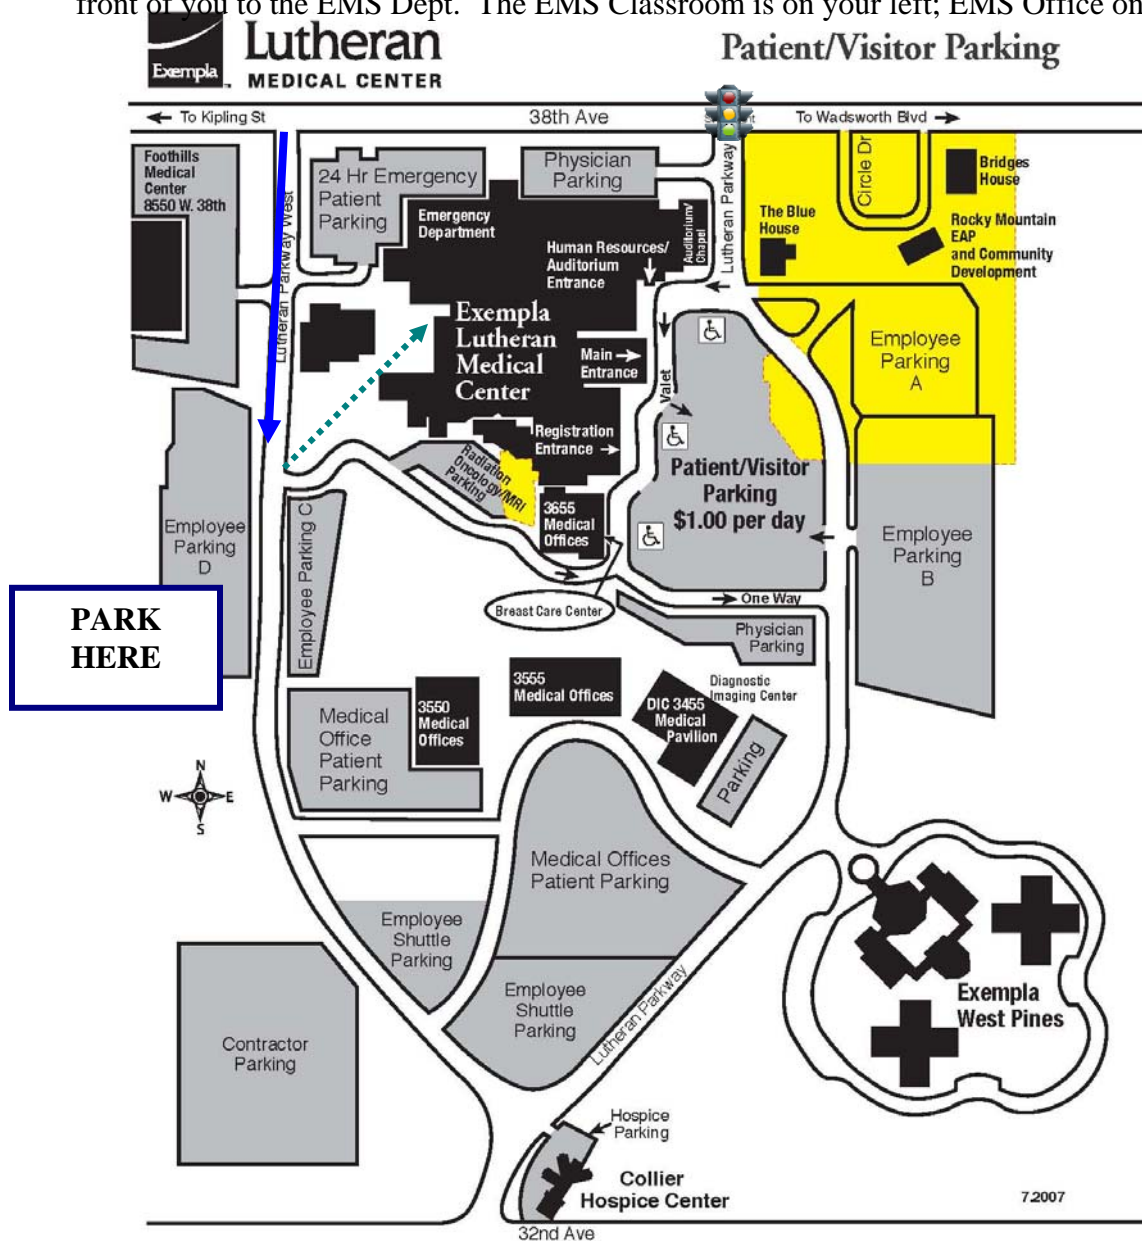 front of you to the EMS Dept. The EMS Classroom is on your left; EMS Office on
Exempla
Lutheran
MEDICAL CENTER
Patient/Visitor Parking
To Kipling St
38th Ave
To Wadsworth Blvd
Foothills
Medical
Center
8550 W. 38th
24 Hr Emergency
Patient
Parking
Physician
Parking
Emergency
Department
Auditorium/
Chapel
Human Resources/
Auditorium
Entrance
Lutheran Parkway
Lutheran Parkway West
Circle Dr
Bridges
House
The Blue
House
Rocky Mountain
EAP
and Community
Development
Exempla
Lutheran
Medical
Center
Main
Entrance
Valet
Employee
Parking
A
Registration
Entrance
Radiation
Oncology/MRI
Parking
Patient/Visitor
Parking
$1.00 per day
3655
Medical
Offices
Employee
Parking
D
Employee Parking C
Employee
Parking
B
PARK
HERE
Breast Care Center
One Way
Physician
Parking
3555
Medical Offices
Diagnostic
Imaging Center
3550
Medical
Offices
DIC 3455
Medical
Pavilion
Medical
Office
Patient
Parking
Parking
N
W E
S
Medical Offices
Patient Parking
Employee
Shuttle
Parking
Employee
Shuttle
Parking
Lutheran Parkway
Exempla
West Pines
Contractor
Parking
Hospice
Parking
Collier
Hospice Center
7.2007
32nd Ave